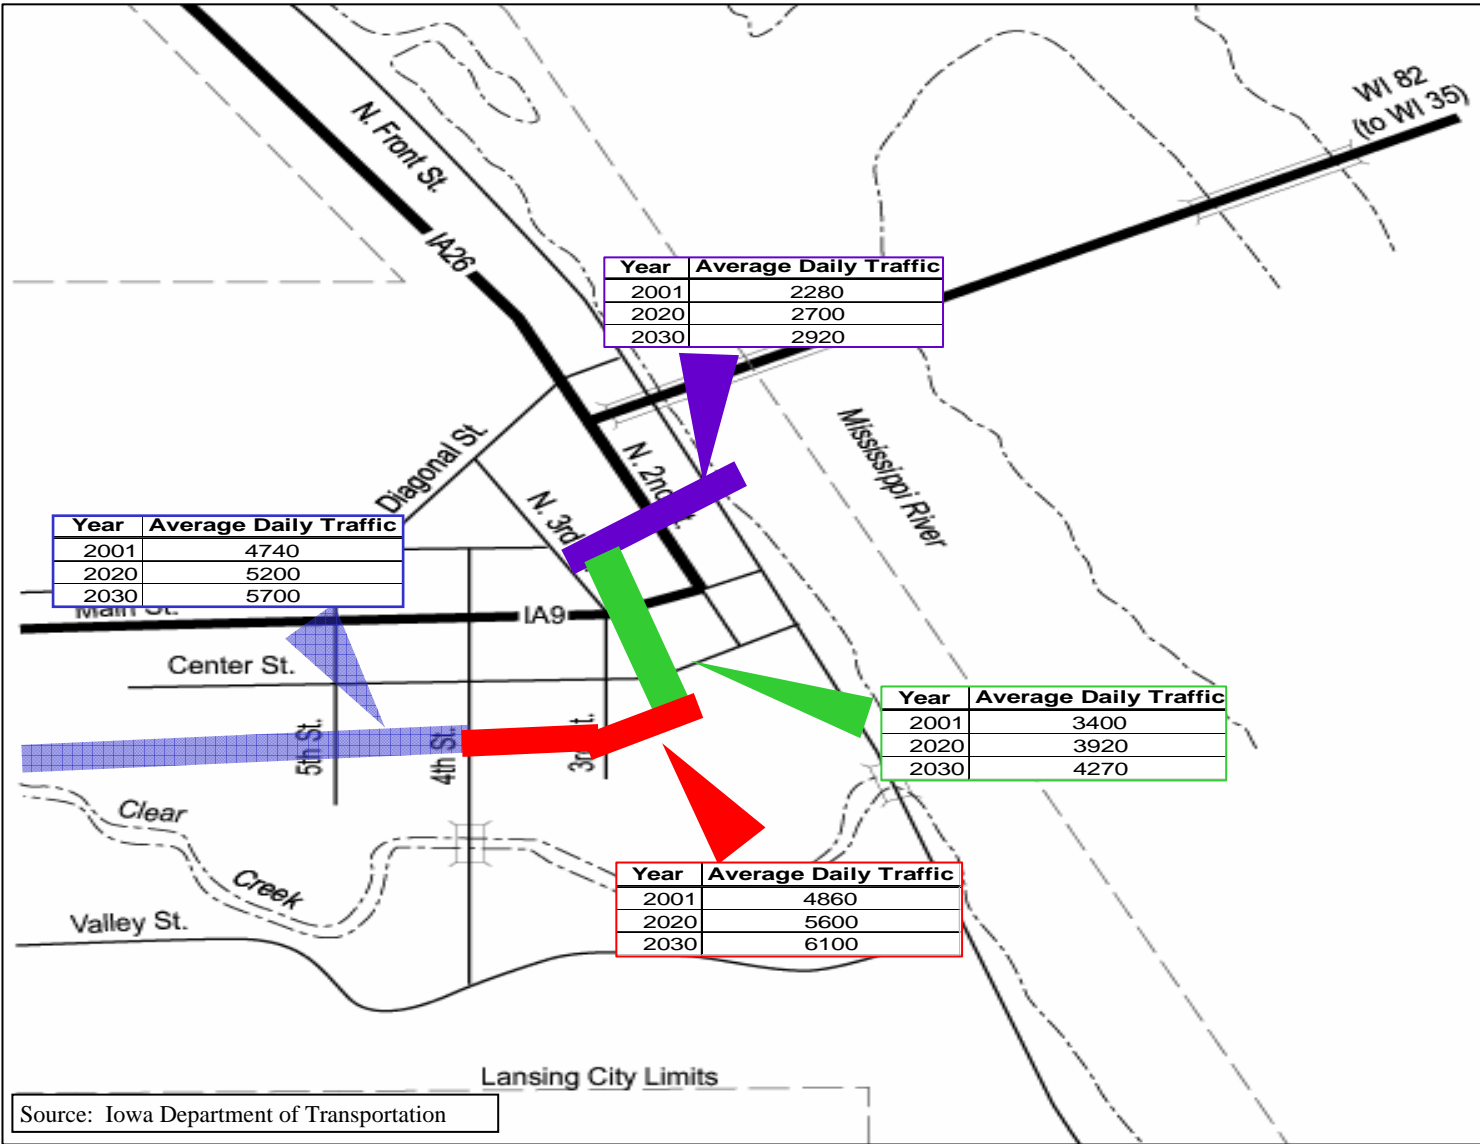 WI 82
(to WI 35)
N. Front St.
IA26
Year Average Daily Traffic
2001 2280
2020 2700
2030 2920
Mississippi River
Diagonal St.
N. 2nd
N. 3rd
Year Average Daily Traffic
2001 4740
2020 5200
2030 5700
Main St.
IA9
Center St.
Year Average Daily Traffic
2001 3400
2020 3920
2030 4270
5th St.
4th St.
3rd St.
Clear
Creek
Year Average Daily Traffic
2001 4860
2020 5600
2030 6100
Valley St.
Lansing City Limits
Source: Iowa Department of Transportation